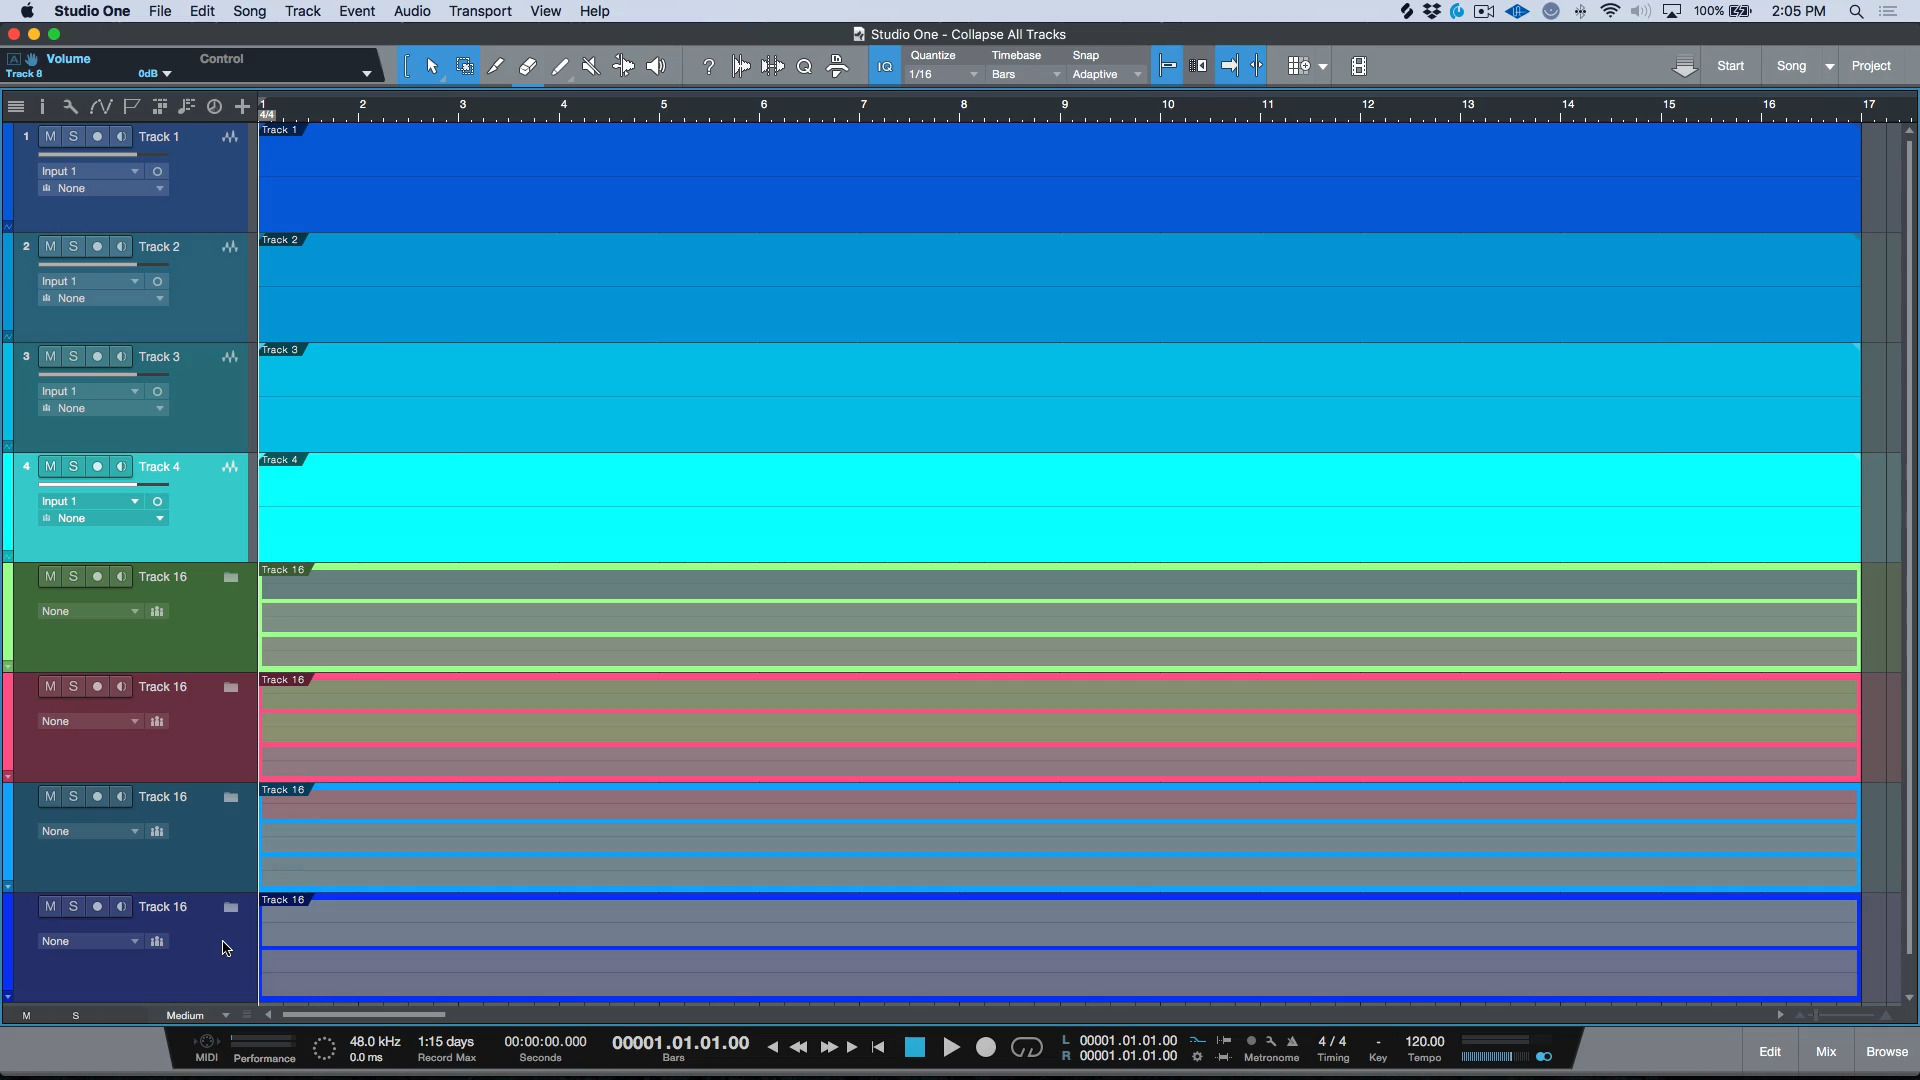 Studio One File Edit Song Track Event Audio Transport View Help 100% 2:05 PM
Studio One - Collapse All Tracks
A Volume Control
Track 8 0dB
? Q IQ
Quantize Timebase Snap
1/16 Bars Adaptive
Start Song Project
1 2 3 4 5 6 7 8 9 10 11 12 13 14 15 16 17
4/4
1 M S Track 1
Input 1
None
Track 1
2 M S Track 2
Input 1
None
Track 2
3 M S Track 3
Input 1
None
Track 3
4 M S Track 4
Input 1
None
Track 4
M S Track 16
None
Track 16
M S Track 16
None
Track 16
M S Track 16
None
Track 16
M S Track 16
None
Track 16
M S Medium
MIDI Performance
48.0 kHz 1:15 days 00:00:00.000 00001.01.01.00
0.0 ms Record Max Seconds Bars
L 00001.01.01.00
R 00001.01.01.00
Metronome
4 / 4 - 120.00
Timing Key Tempo
Edit Mix Browse